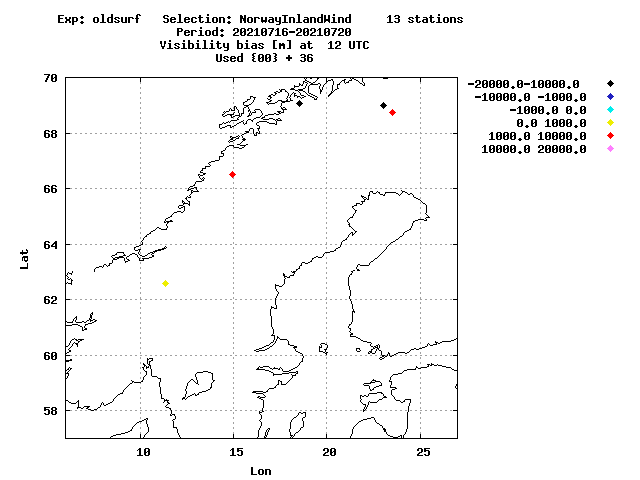 Exp: oldsurf   Selection: NorwayInlandWind     13 stations
Period: 20210716-20210720
Visibility bias [m] at  12 UTC
Used {00} + 36
70
68
66
64
62
60
58
Lat
10 15 20 25
Lon
-20000.0-10000.0
-10000.0 -1000.0
-1000.0 0.0
0.0 1000.0
1000.0 10000.0
10000.0 20000.0